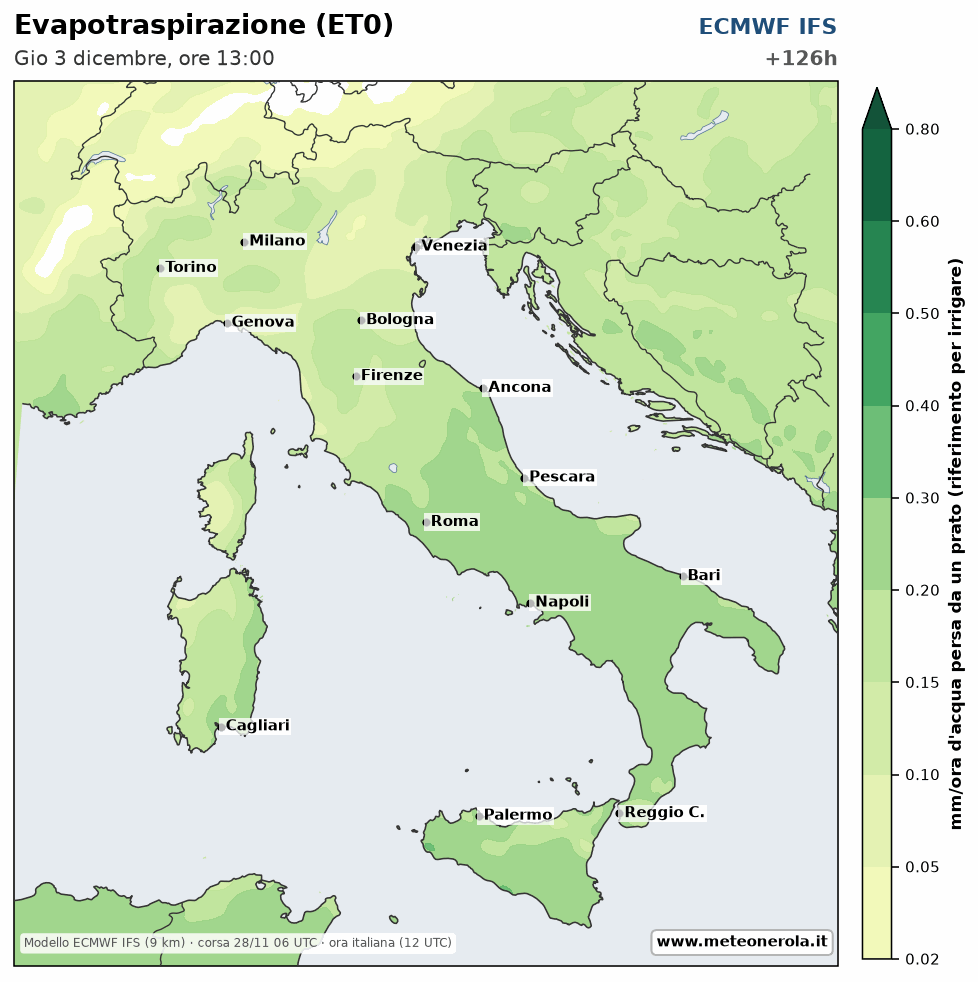 Evapotraspirazione (ET0)
ECMWF IFS
Gio 3 dicembre, ore 13:00
+126h
0.80
0.60
0.50
0.40
0.30
0.20
0.15
0.10
0.05
0.02
mm/ora d'acqua persa da un prato (riferimento per irrigare)
Milano
Venezia
Torino
Genova
Bologna
Firenze
Ancona
Pescara
Roma
Bari
Napoli
Cagliari
Palermo
Reggio C.
Modello ECMWF IFS (9 km) · corsa 28/11 06 UTC · ora italiana (12 UTC)
www.meteonerola.it